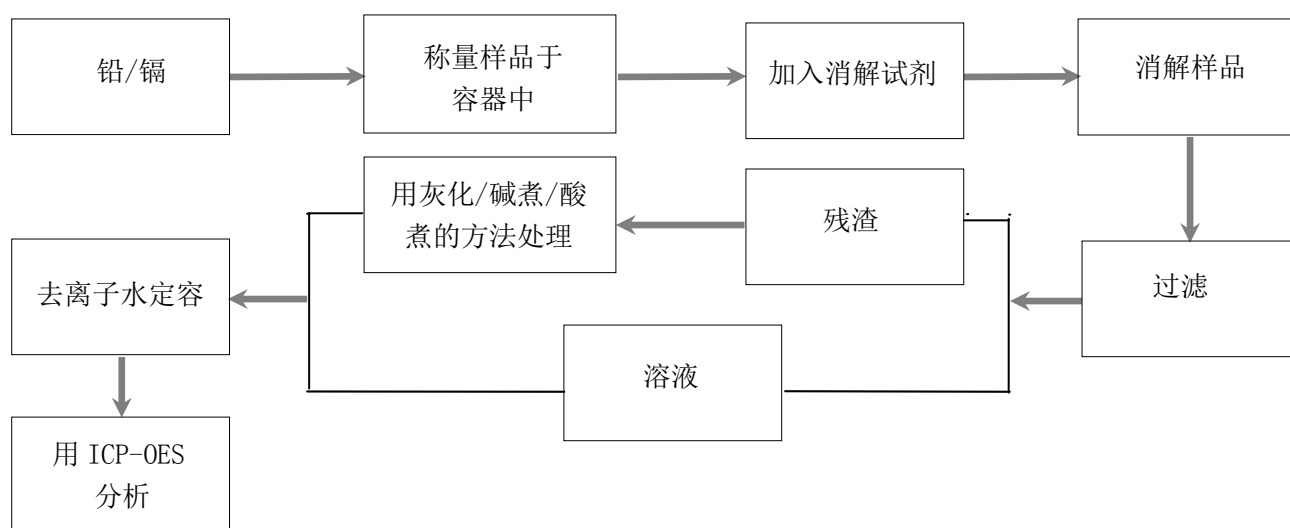 铅/镉
称量样品于
容器中
加入消解试剂
消解样品
过滤
残渣
用灰化/碱煮/酸
煮的方法处理
溶液
去离子水定容
用 ICP-OES
分析